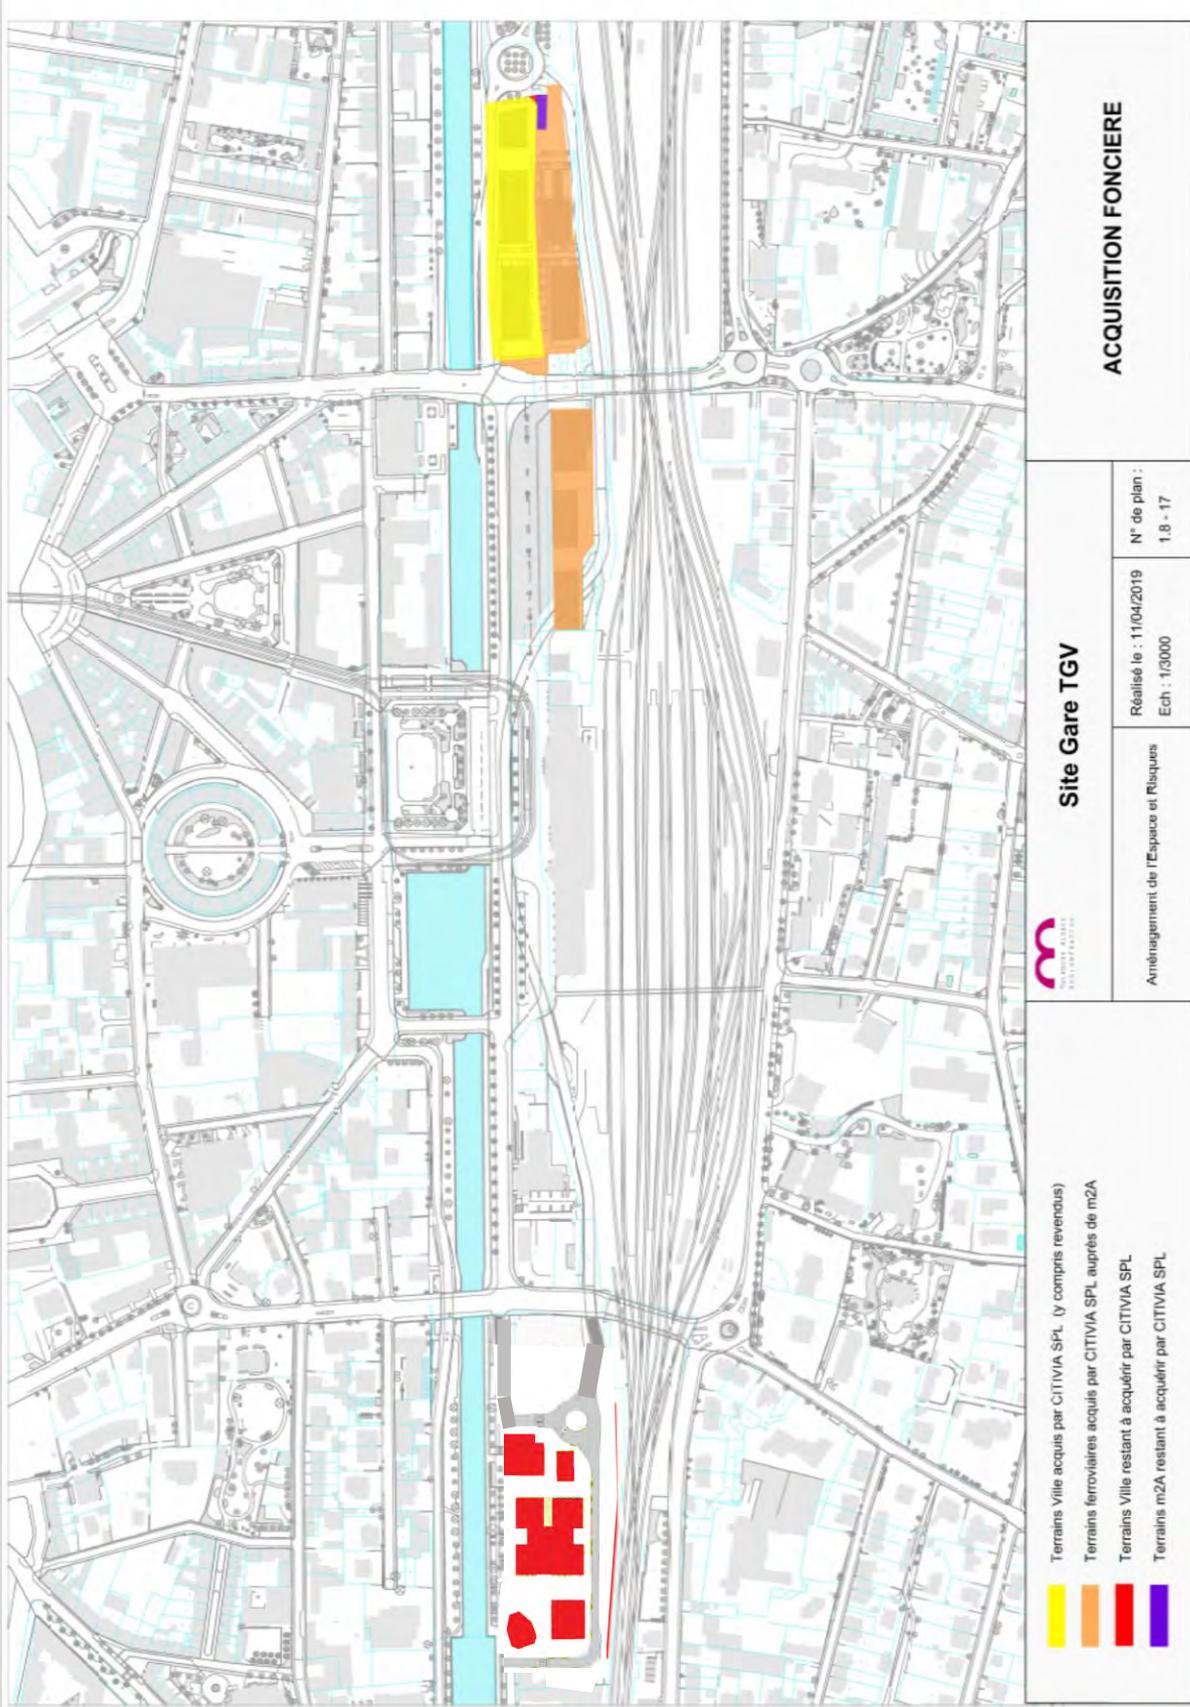 Terrains Ville acquis par CITIVIA SPL (y compris revendus)
Terrains ferroviaires acquis par CITIVIA SPL auprès de m2A
Terrains Ville restant à acquérir par CITIVIA SPL
Terrains m2A restant à acquérir par CITIVIA SPL
Site Gare TGV
Aménagement de l'Espace et Risques
Réalisé le : 11/04/2019
Ech : 1/3000
N° de plan :
1.8 - 17
ACQUISITION FONCIERE